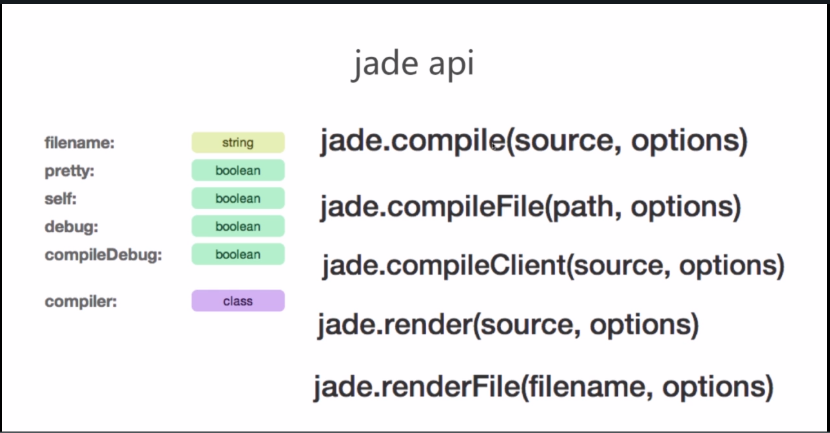 jade api
filename: string
pretty: boolean
self: boolean
debug: boolean
compileDebug: boolean
compiler: class
jade.compile(source, options)
jade.compileFile(path, options)
jade.compileClient(source, options)
jade.render(source, options)
jade.renderFile(filename, options)